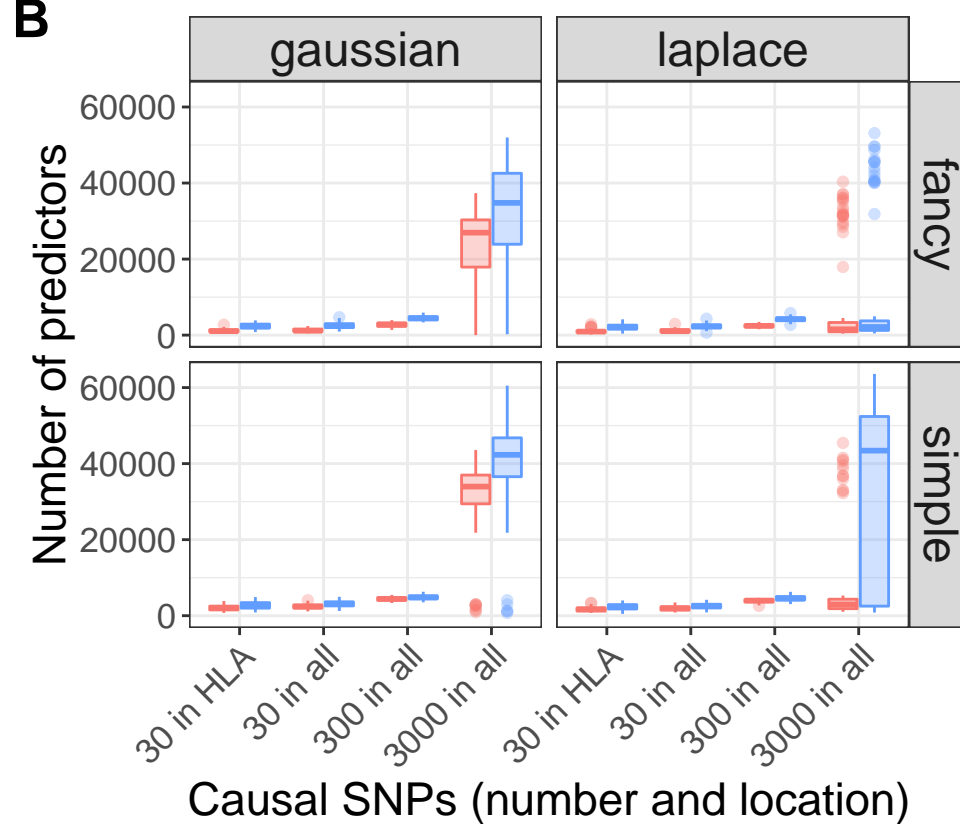 B
gaussian
laplace
fancy
simple
Number of predictors
60000
40000
20000
0
60000
40000
20000
0
30 in HLA
30 in all
300 in all
3000 in all
30 in HLA
30 in all
300 in all
3000 in all
Causal SNPs (number and location)